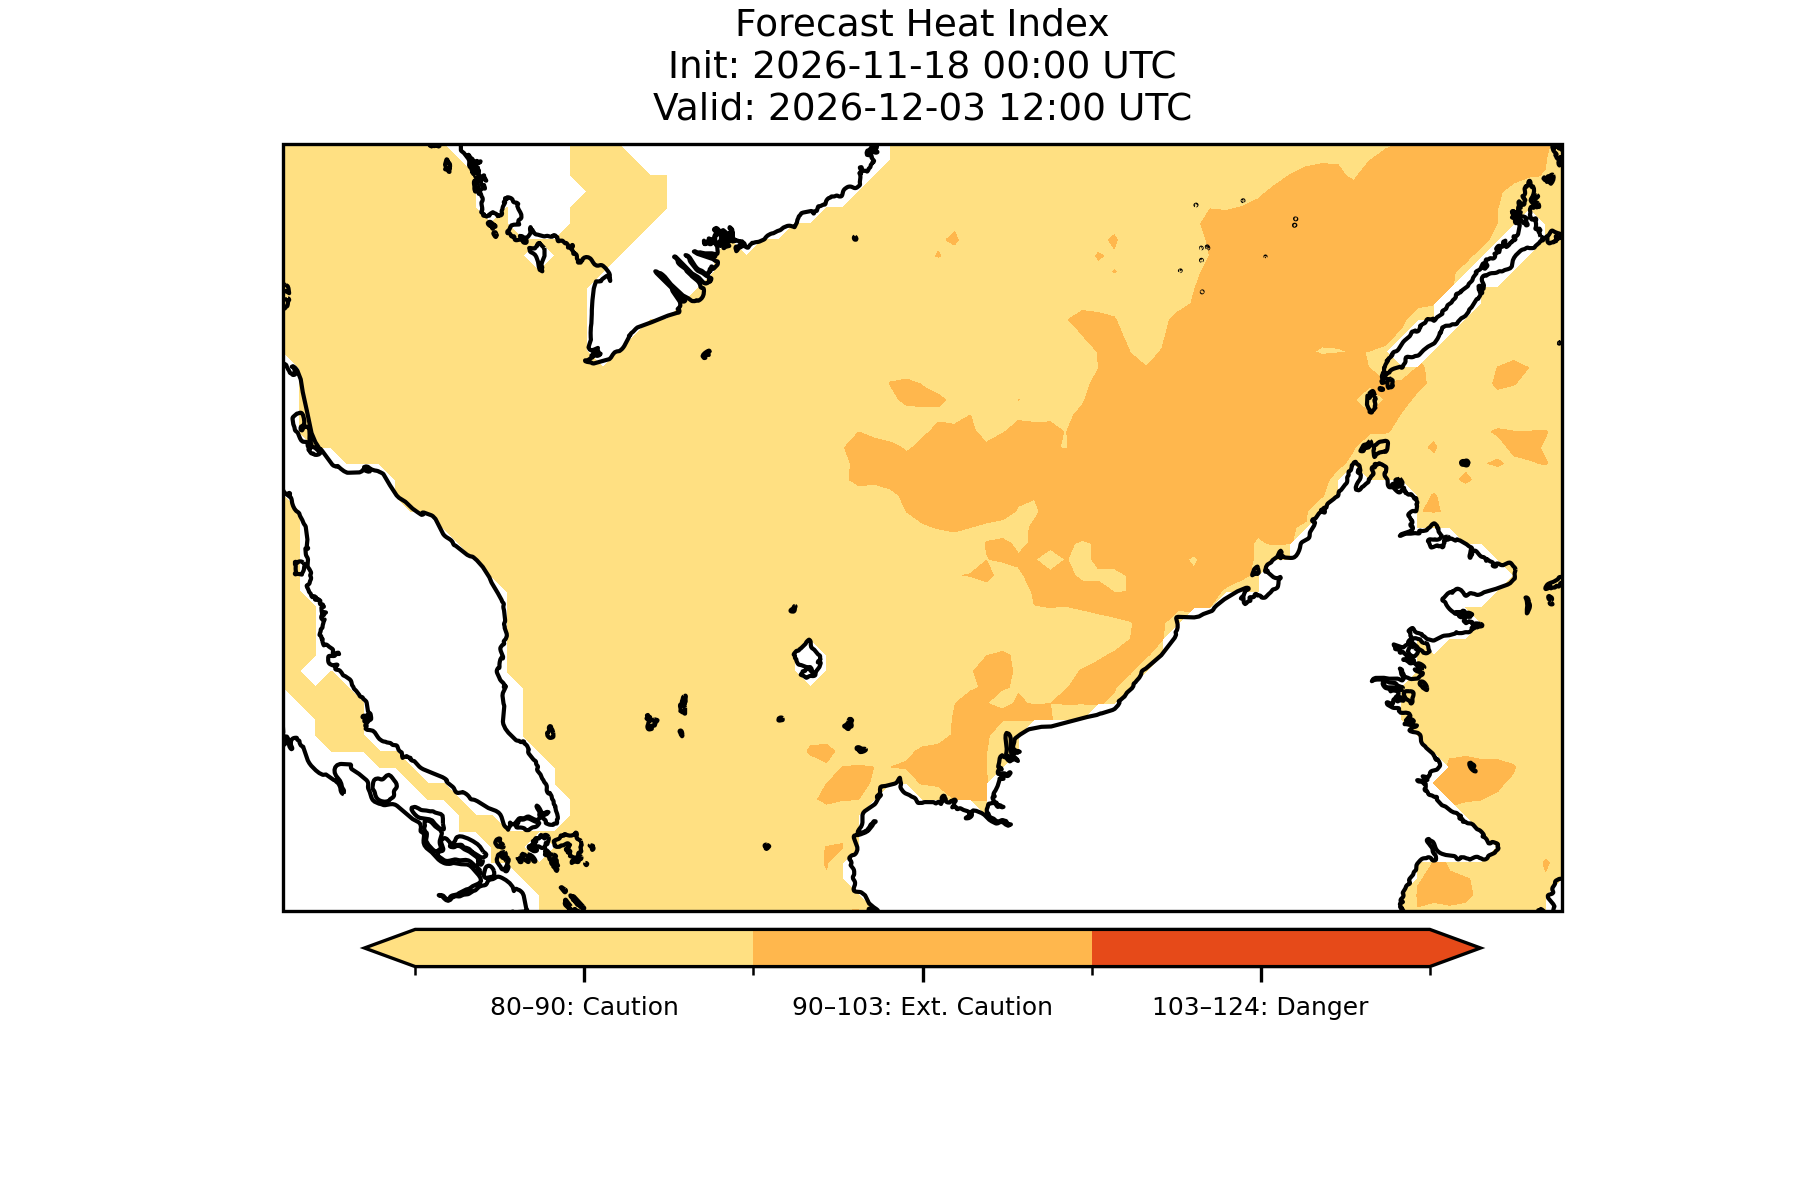 Forecast Heat Index
Init: 2026-11-18 00:00 UTC
Valid: 2026-12-03 12:00 UTC
80–90: Caution
90–103: Ext. Caution
103–124: Danger